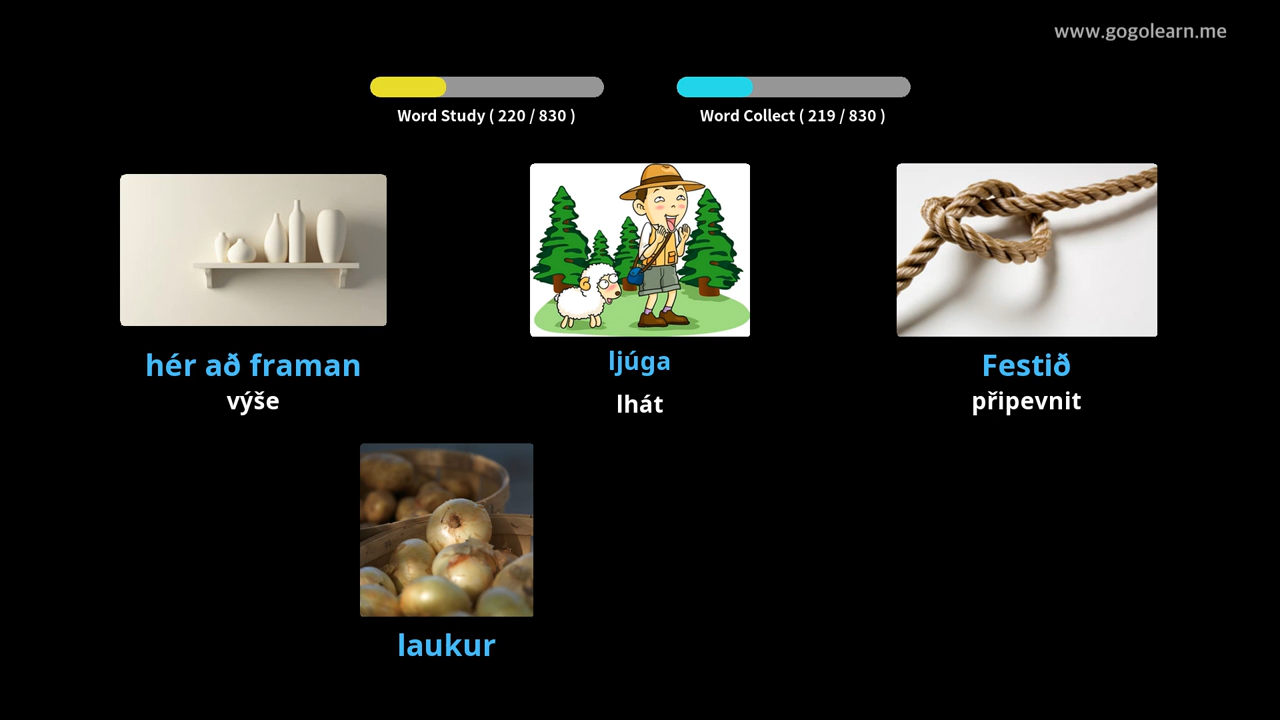 www.gogolearn.me
Word Study ( 220 / 830 )
Word Collect ( 219 / 830 )
hér að framan
výše
ljúga
lhát
Festið
připevnit
laukur